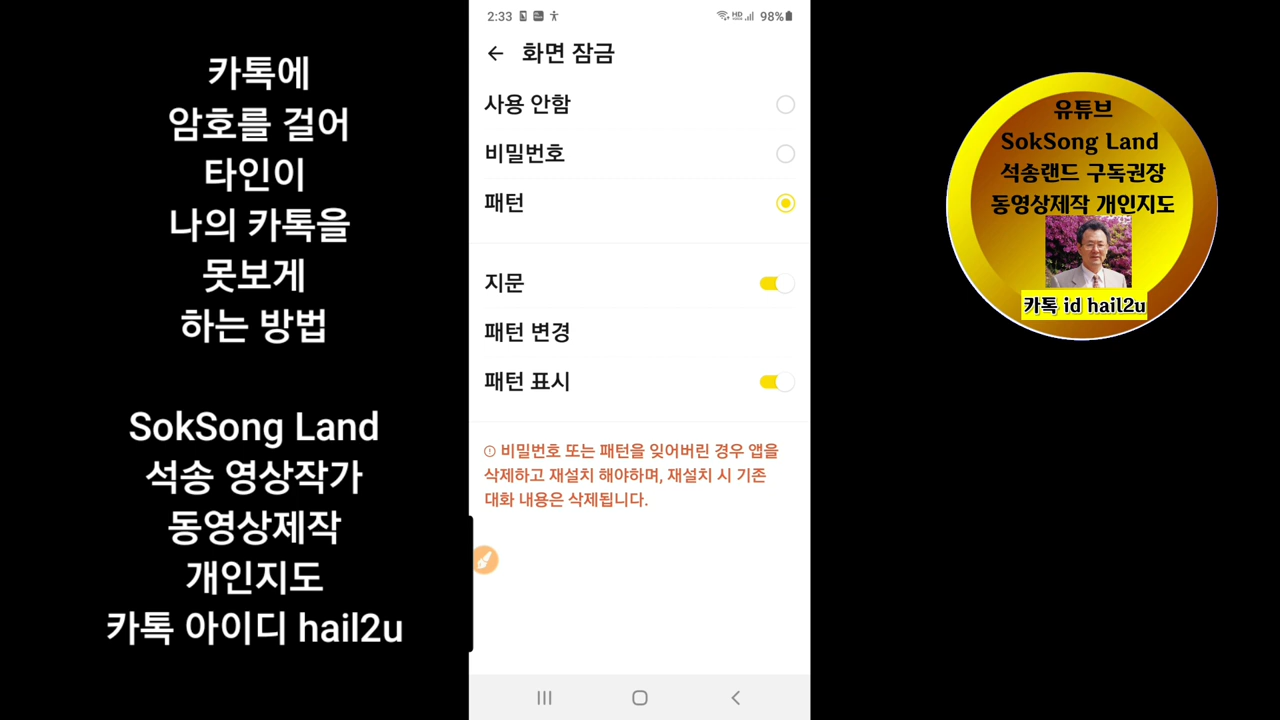 카톡에
암호를 걸어
타인이
나의 카톡을
못보게
하는 방법
SokSong Land
석송 영상작가
동영상제작
개인지도
카톡 아이디 hail2u
2:33
98%
화면 잠금
사용 안함
비밀번호
패턴
지문
패턴 변경
패턴 표시
비밀번호 또는 패턴을 잊어버린 경우 앱을
삭제하고 재설치 해야하며, 재설치 시 기존
대화 내용은 삭제됩니다.
유튜브
SokSong Land
석송랜드 구독권장
동영상제작 개인지도
카톡 id hail2u